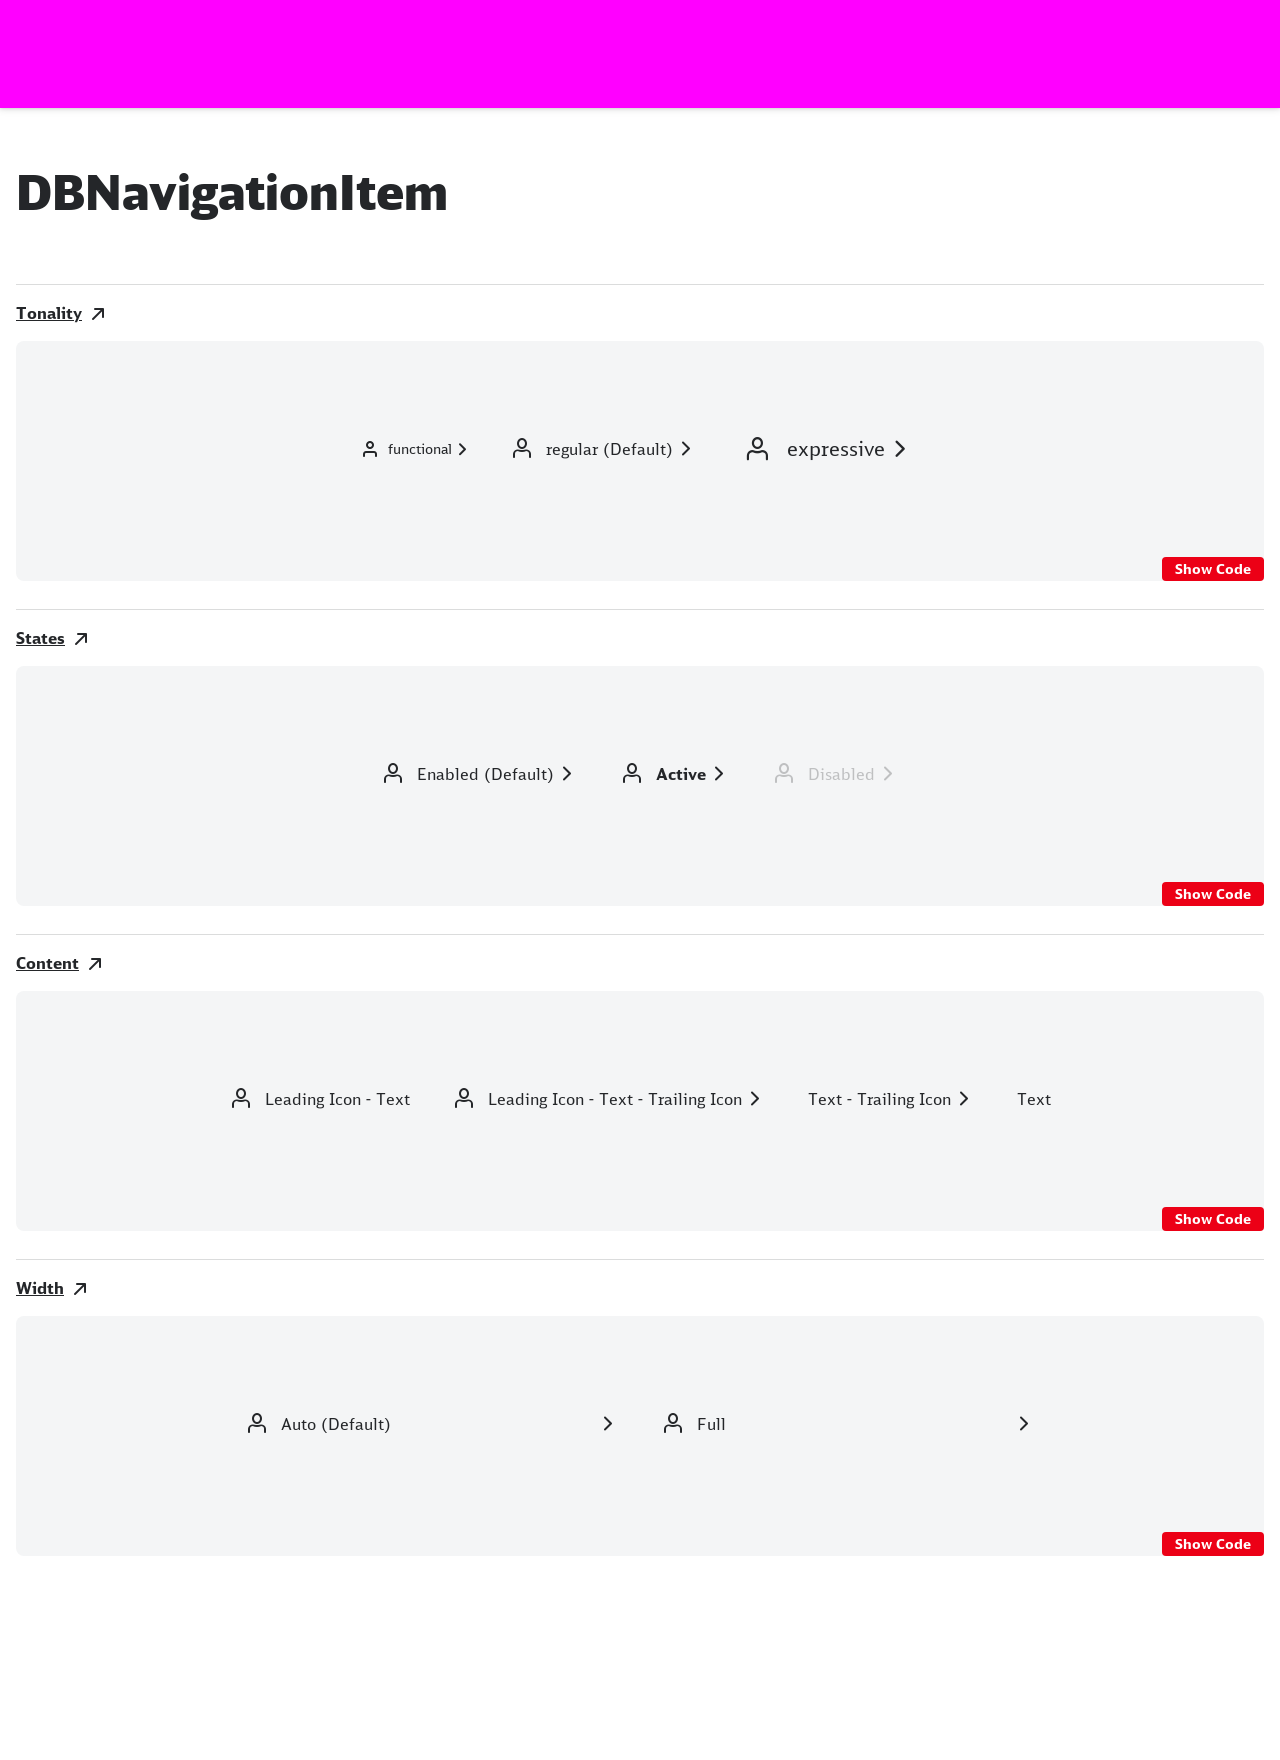 DBNavigationItem
Tonality
functional regular (Default) expressive
Show Code
States
Enabled (Default) Active Disabled
Show Code
Content
Leading Icon - Text Leading Icon - Text - Trailing Icon Text - Trailing Icon Text
Show Code
Width
Auto (Default) Full
Show Code